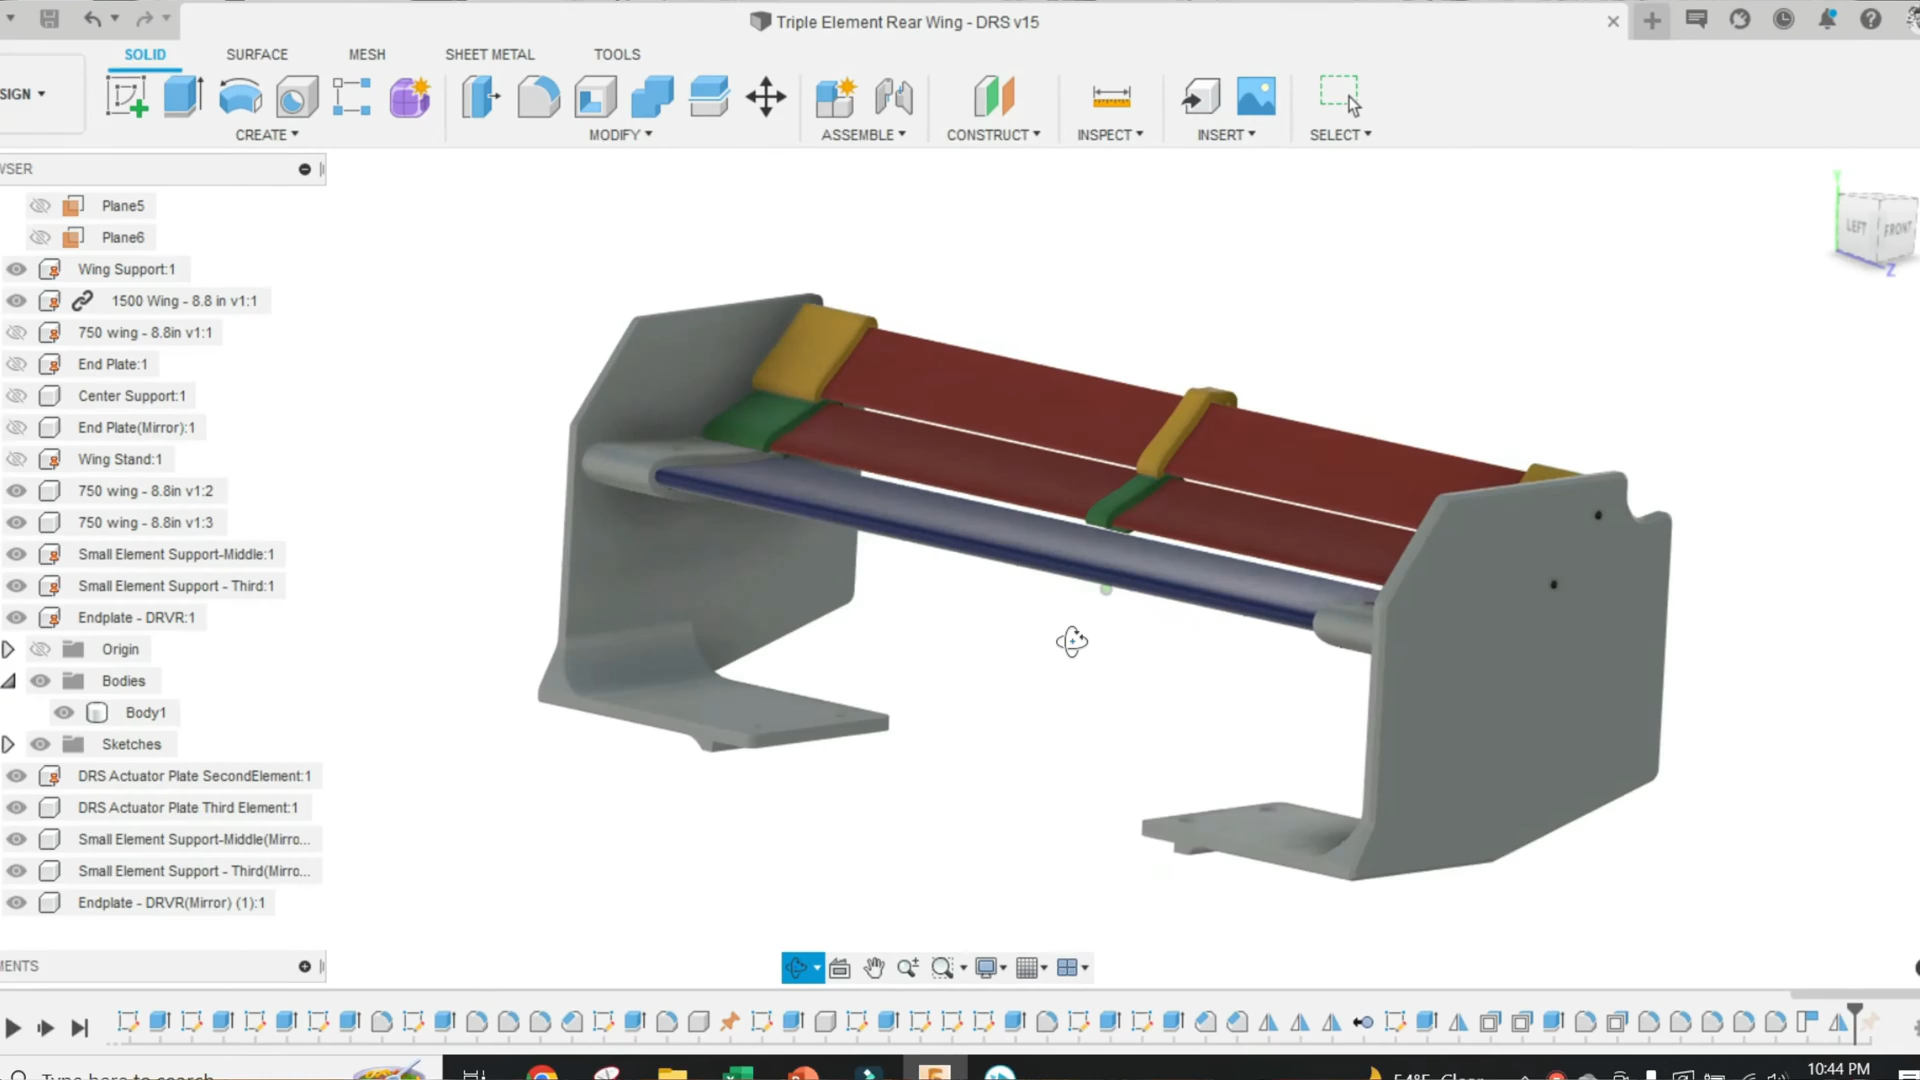 Triple Element Rear Wing - DRS v15
SOLID SURFACE MESH SHEET METAL TOOLS
SIGN
CREATE MODIFY ASSEMBLE CONSTRUCT INSPECT INSERT SELECT
WSER
Plane5
Plane6
Wing Support:1
1500 Wing - 8.8 in v1:1
750 wing - 8.8in v1:1
End Plate:1
Center Support:1
End Plate(Mirror):1
Wing Stand:1
750 wing - 8.8in v1:2
750 wing - 8.8in v1:3
Small Element Support-Middle:1
Small Element Support - Third:1
Endplate - DRVR:1
Origin
Bodies
Body1
Sketches
DRS Actuator Plate SecondElement:1
DRS Actuator Plate Third Element:1
Small Element Support-Middle(Mirro...
Small Element Support - Third(Mirro...
Endplate - DRVR(Mirror) (1):1
LEFT FRONT
Y
Z
MENTS
Type here to search
54°F Clear
10:44 PM